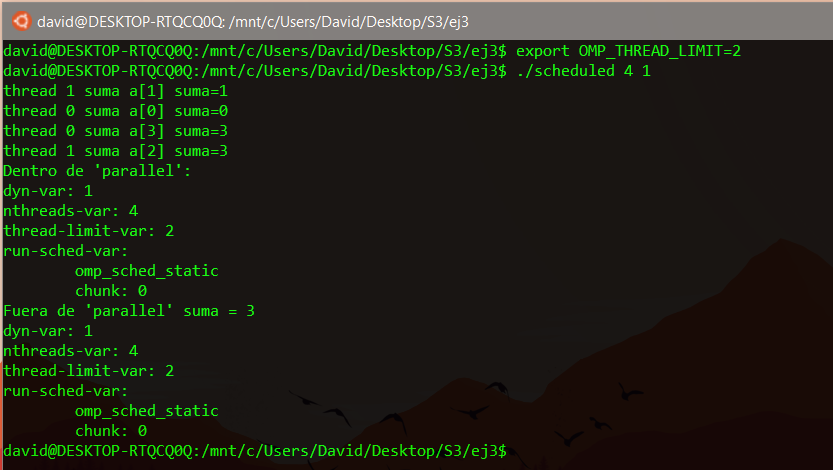 david@DESKTOP-RTQCQ0Q: /mnt/c/Users/David/Desktop/S3/ej3
david@DESKTOP-RTQCQ0Q:/mnt/c/Users/David/Desktop/S3/ej3$ export OMP_THREAD_LIMIT=2
david@DESKTOP-RTQCQ0Q:/mnt/c/Users/David/Desktop/S3/ej3$ ./scheduled 4 1
thread 1 suma a[1] suma=1
thread 0 suma a[0] suma=0
thread 0 suma a[3] suma=3
thread 1 suma a[2] suma=3
Dentro de 'parallel':
dyn-var: 1
nthreads-var: 4
thread-limit-var: 2
run-sched-var:
        omp_sched_static
        chunk: 0
Fuera de 'parallel' suma = 3
dyn-var: 1
nthreads-var: 4
thread-limit-var: 2
run-sched-var:
        omp_sched_static
        chunk: 0
david@DESKTOP-RTQCQ0Q:/mnt/c/Users/David/Desktop/S3/ej3$